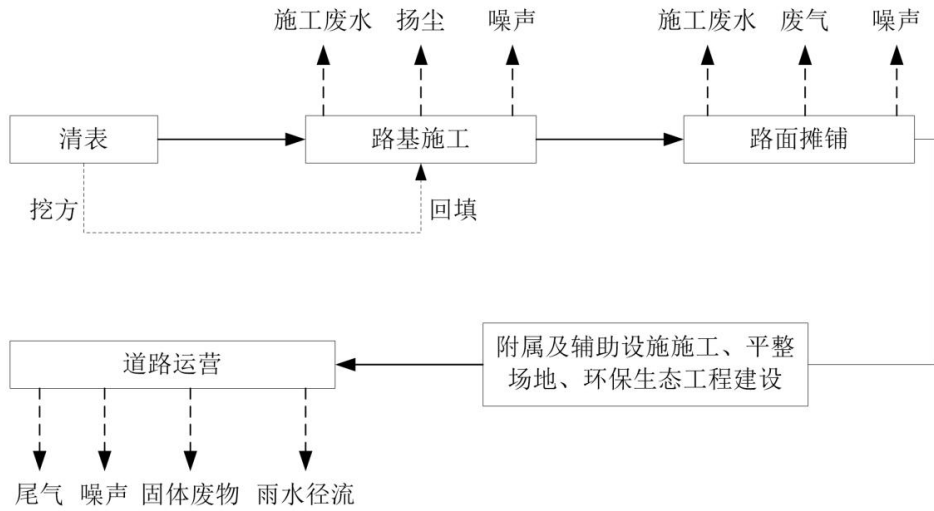 施工废水 扬尘 噪声 施工废水 废气 噪声
清表 路基施工 路面摊铺
挖方 回填
附属及辅助设施施工、平整
场地、环保生态工程建设
道路运营
尾气 噪声 固体废物 雨水径流